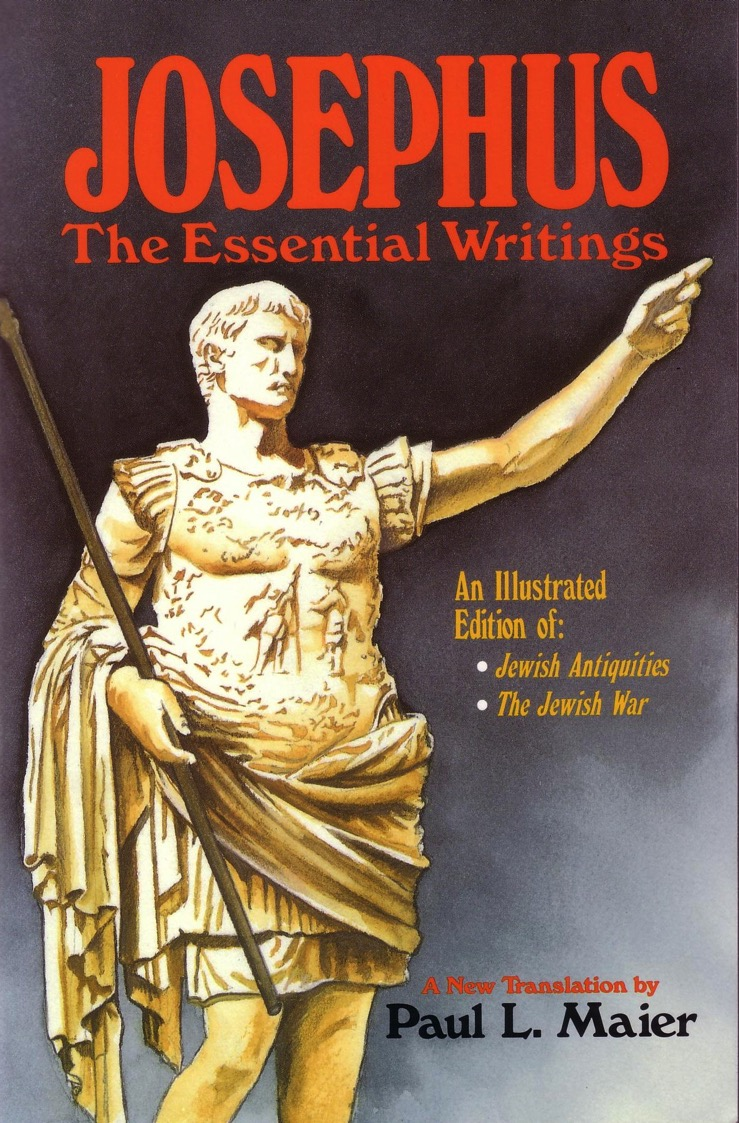 JOSEPHUS
The Essential Writings
An Illustrated
Edition of:
• Jewish Antiquities
• The Jewish War
A New Translation by
Paul L. Maier